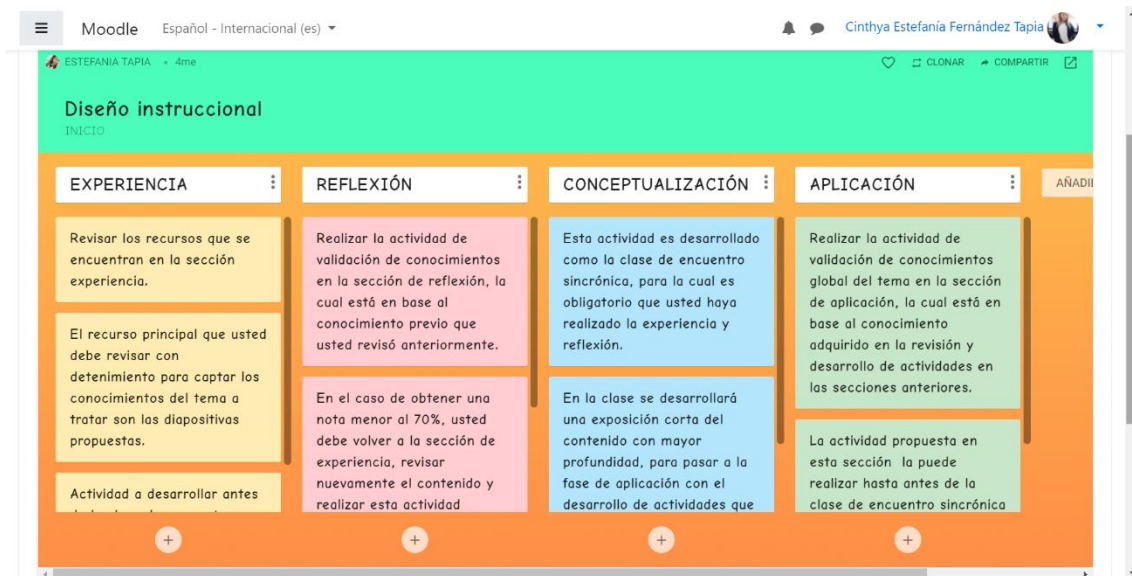 Moodle Español - Internacional (es)
Cinthya Estefanía Fernández Tapia
ESTEFANIA TAPIA • 4me
CLONAR COMPARTIR
Diseño instruccional
INICIO
EXPERIENCIA
Revisar los recursos que se
encuentran en la sección
experiencia.
El recurso principal que usted
debe revisar con
detenimiento para captar los
conocimientos del tema a
tratar son las diapositivas
propuestas.
Actividad a desarrollar antes
REFLEXIÓN
Realizar la actividad de
validación de conocimientos
en la sección de reflexión, la
cual está en base al
conocimiento previo que
usted revisó anteriormente.
En el caso de obtener una
nota menor al 70%, usted
debe volver a la sección de
experiencia, revisar
nuevamente el contenido y
realizar esta actividad
CONCEPTUALIZACIÓN
Esta actividad es desarrollado
como la clase de encuentro
sincrónica, para la cual es
obligatorio que usted haya
realizado la experiencia y
reflexión.
En la clase se desarrollará
una exposición corta del
contenido con mayor
profundidad, para pasar a la
fase de aplicación con el
desarrollo de actividades que
APLICACIÓN
Realizar la actividad de
validación de conocimientos
global del tema en la sección
de aplicación, la cual está en
base al conocimiento
adquirido en la revisión y
desarrollo de actividades en
las secciones anteriores.
La actividad propuesta en
esta sección la puede
realizar hasta antes de la
clase de encuentro sincrónica